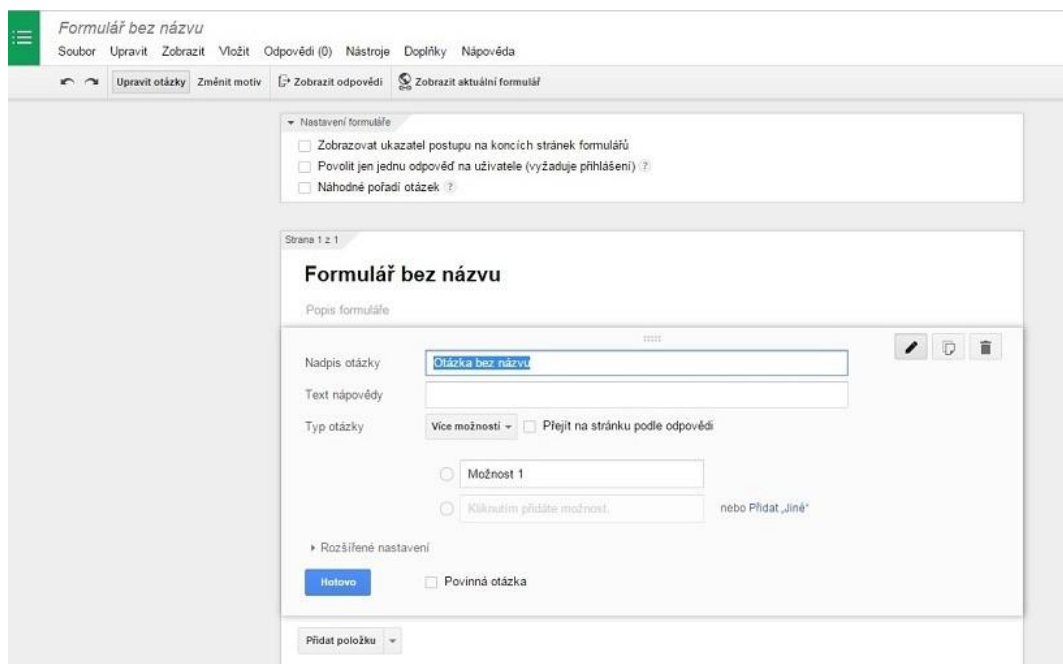 Formulář bez názvu
Soubor Upravit Zobrazit Vložit Odpovědi (0) Nástroje Doplňky Nápověda
Upravit otázky Změnit motiv Zobrazit odpovědi Zobrazit aktuální formulář
Nastavení formuláře
Zobrazovat ukazatel postupu na koncích stránek formulářů
Povolit jen jednu odpověď na uživatele (vyžaduje přihlášení) ?
Náhodné pořadí otázek ?
Strana 1 z 1
Formulář bez názvu
Popis formuláře
Nadpis otázky Otázka bez názvu
Text nápovědy
Typ otázky Více možností Přejít na stránku podle odpovědi
Možnost 1
Kliknutím přidáte možnost. nebo Přidat „Jiné“
Rozšířené nastavení
Hotovo Povinná otázka
Přidat položku